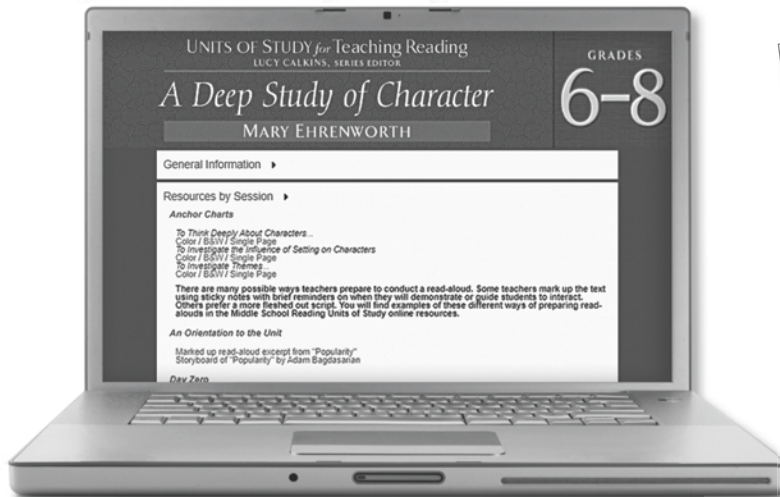 UNITS OF STUDY for Teaching Reading
LUCY CALKINS, SERIES EDITOR
A Deep Study of Character
MARY EHRENWORTH
GRADES
6–8
General Information
Resources by Session
Anchor Charts
To Think Deeply About Characters...
Color / B&W / Single Page
To Investigate the Influence of Setting on Characters
Color / B&W / Single Page
To Investigate Themes...
Color / B&W / Single Page
There are many possible ways teachers prepare to conduct a read-aloud. Some teachers mark up the text
using sticky notes with brief reminders on when they will demonstrate or guide students to interact.
Others prefer a more fleshed out script. You will find examples of these different ways of preparing read-
alouds in the Middle School Reading Units of Study online resources.
An Orientation to the Unit
Marked up read-aloud excerpt from "Popularity"
Storyboard of "Popularity" by Adam Bagdasarian
Day Zero